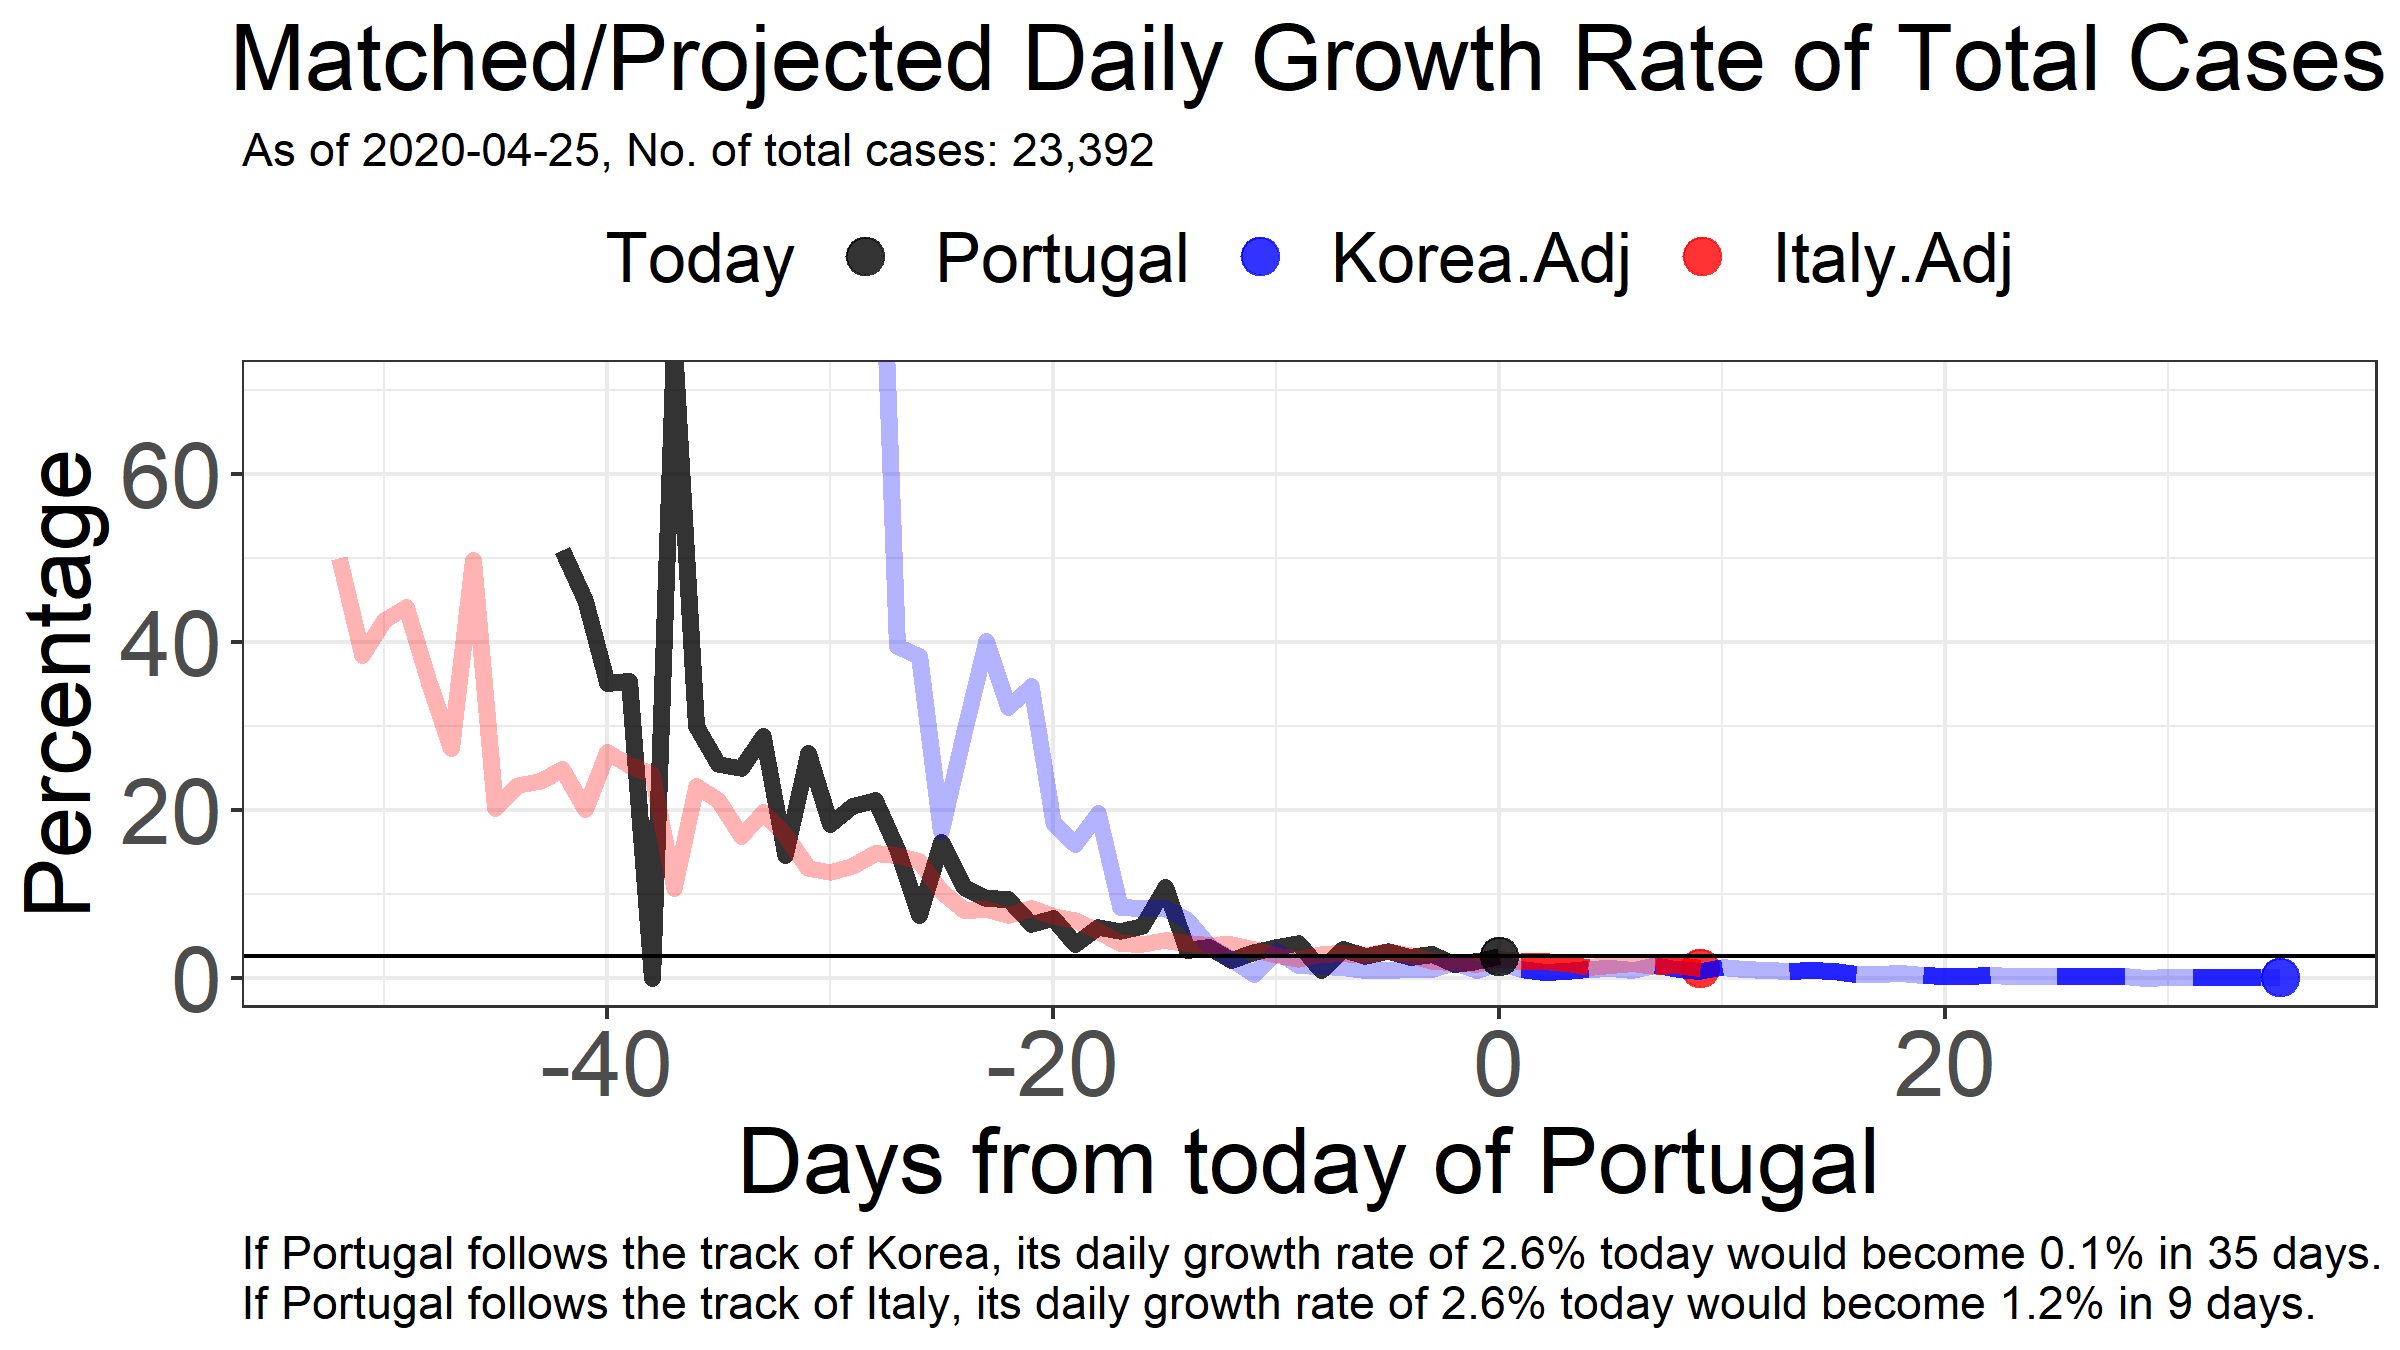 Matched/Projected Daily Growth Rate of Total Cases
As of 2020-04-25, No. of total cases: 23,392
Today Portugal Korea.Adj Italy.Adj
Percentage
60
40
20
0
-40 -20 0 20
Days from today of Portugal
If Portugal follows the track of Korea, its daily growth rate of 2.6% today would become 0.1% in 35 days.
If Portugal follows the track of Italy, its daily growth rate of 2.6% today would become 1.2% in 9 days.